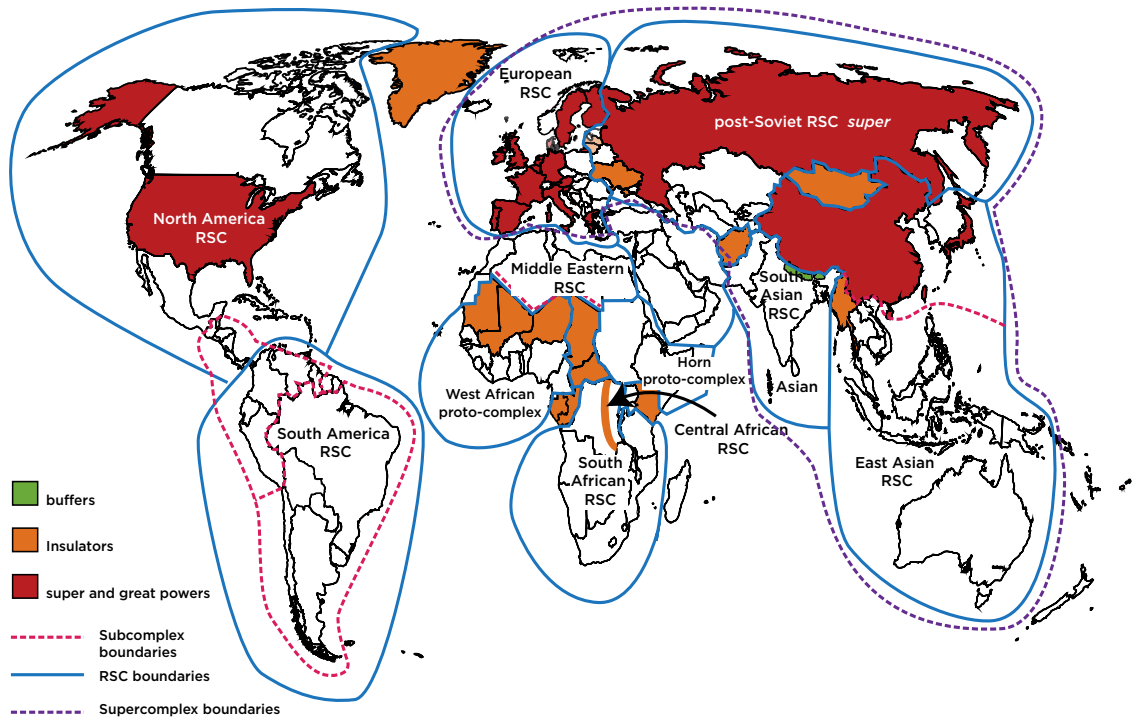 European
RSC
post-Soviet RSC super
North America
RSC
Middle Eastern
RSC
South
Asian
RSC
Horn
proto-complex
Asian
West African
proto-complex
Central African
RSC
South America
RSC
South
African
RSC
East Asian
RSC
buffers
Insulators
super and great powers
Subcomplex
boundaries
RSC boundaries
Supercomplex boundaries